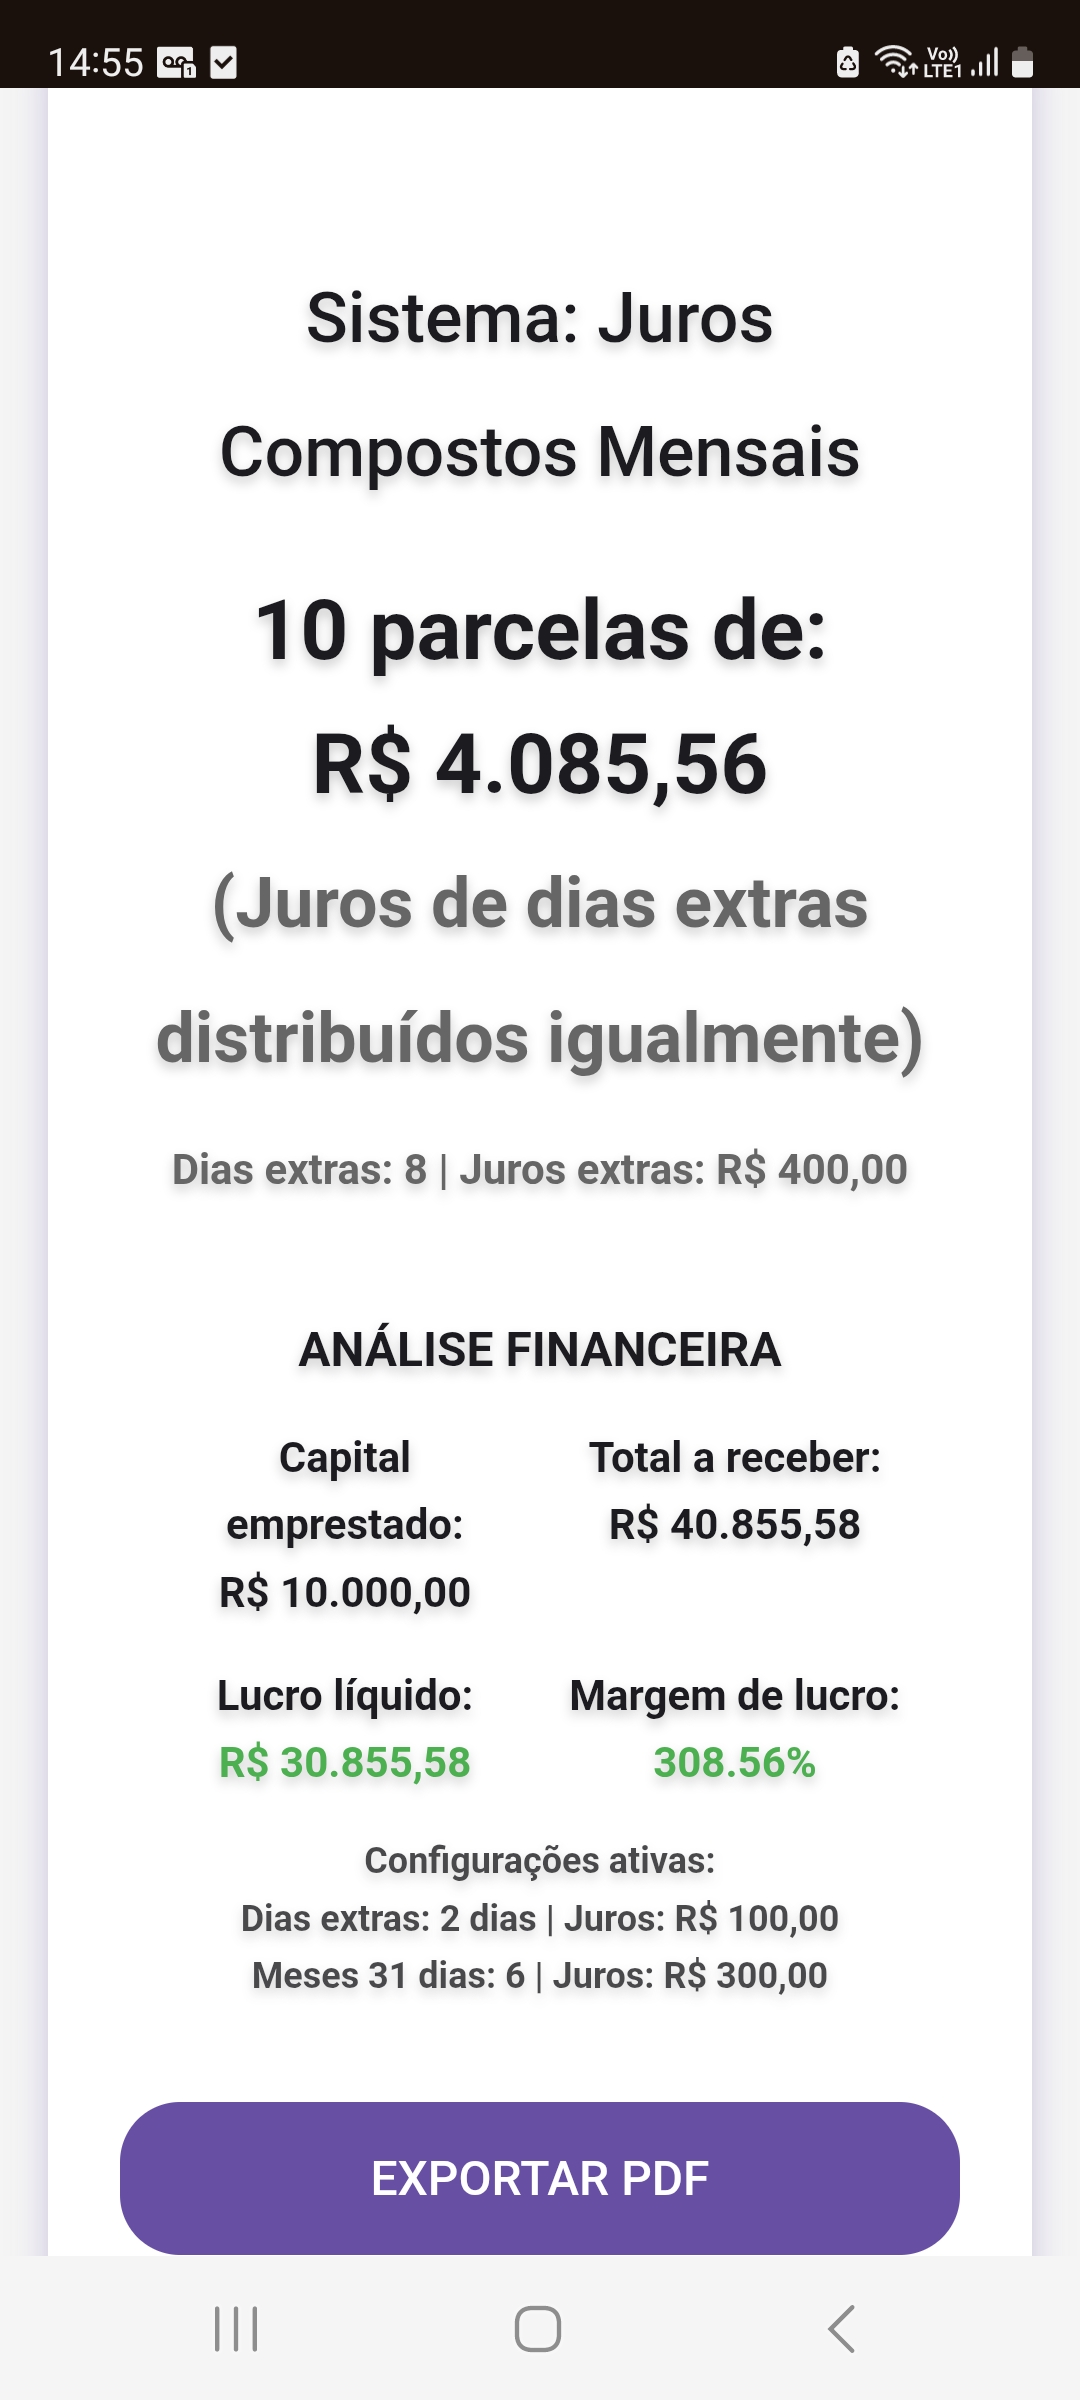 14:55
Vo))
LTE1
Sistema: Juros
Compostos Mensais
10 parcelas de:
R$ 4.085,56
(Juros de dias extras
distribuídos igualmente)
Dias extras: 8 | Juros extras: R$ 400,00
ANÁLISE FINANCEIRA
Capital
emprestado:
R$ 10.000,00
Total a receber:
R$ 40.855,58
Lucro líquido:
R$ 30.855,58
Margem de lucro:
308.56%
Configurações ativas:
Dias extras: 2 dias | Juros: R$ 100,00
Meses 31 dias: 6 | Juros: R$ 300,00
EXPORTAR PDF